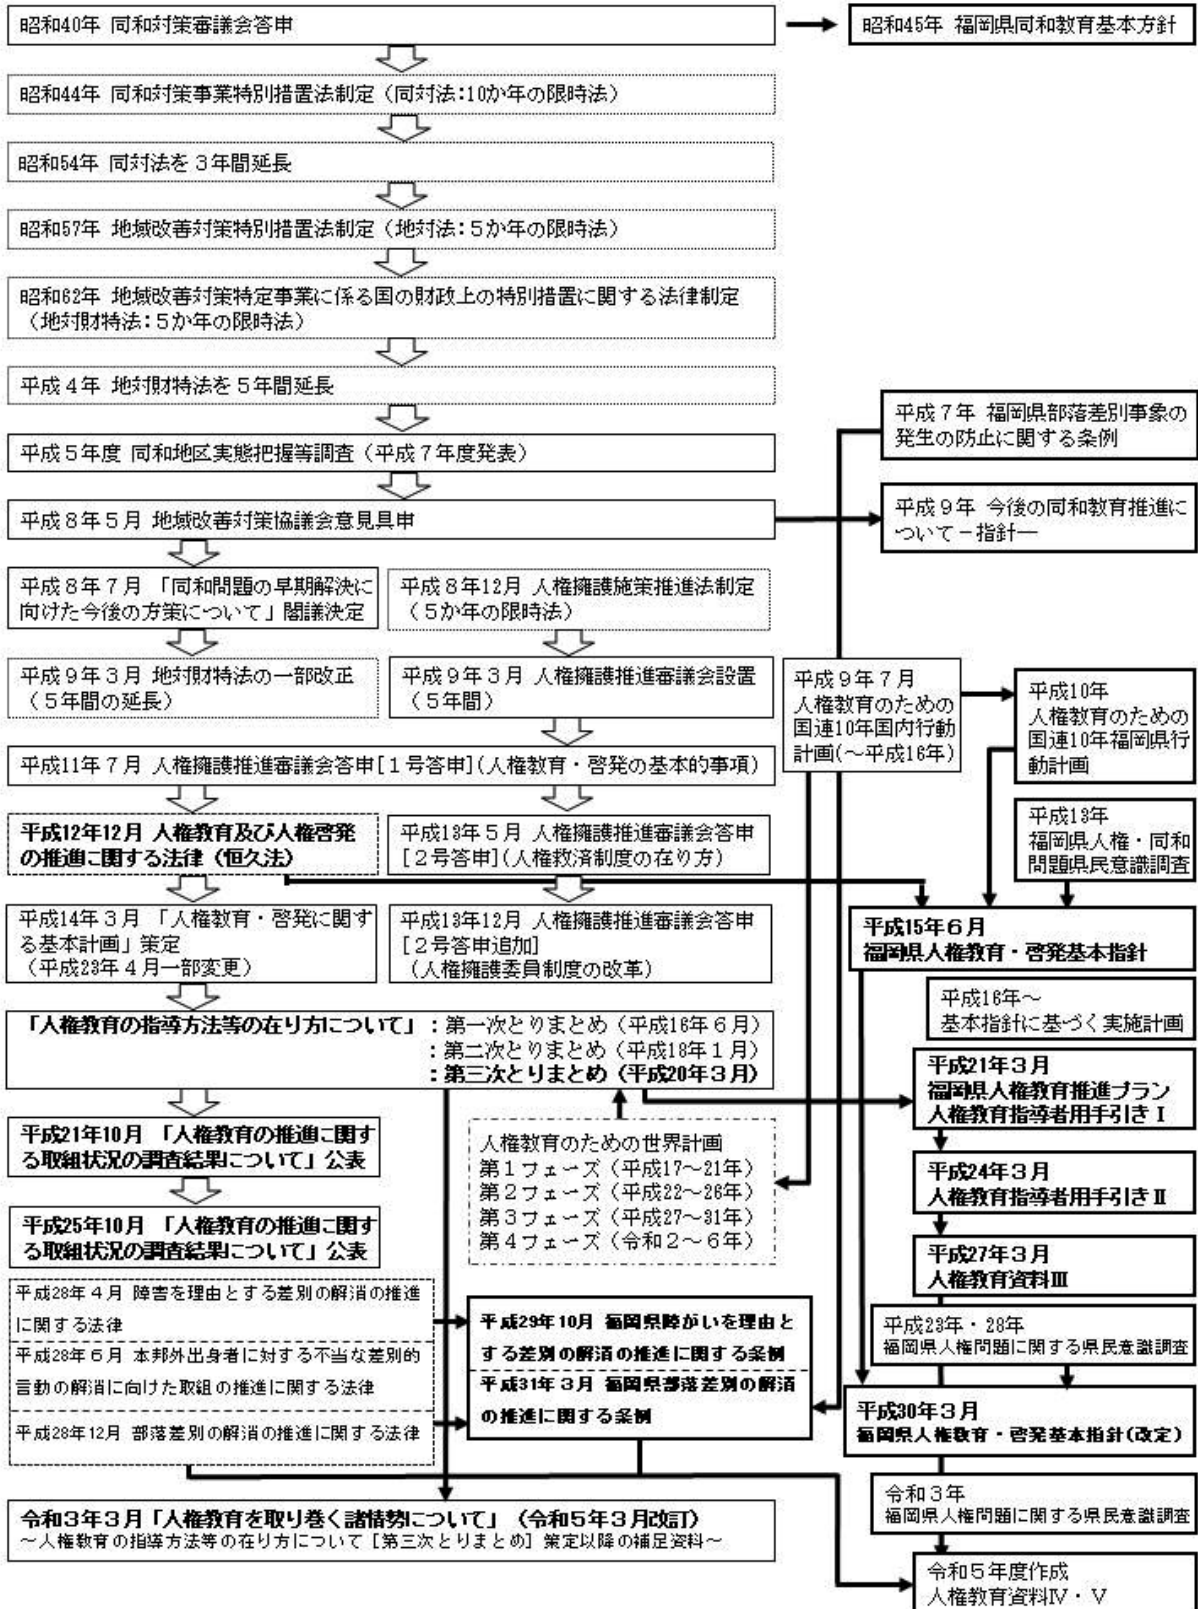 昭和40年 同和対策審議会答申
昭和45年 福岡県同和教育基本方針
昭和44年 同和対策事業特別措置法制定（同対法：10か年の限時法）
昭和54年 同対法を３年間延長
昭和57年 地域改善対策特別措置法制定（地対法：５か年の限時法）
昭和62年 地域改善対策特定事業に係る国の財政上の特別措置に関する法律制定
（地対財特法：５か年の限時法）
平成４年 地対財特法を５年間延長
平成７年 福岡県部落差別事象の
発生の防止に関する条例
平成５年度 同和地区実態把握等調査（平成７年度発表）
平成８年５月 地域改善対策協議会意見具申
平成９年 今後の同和教育推進に
ついて－指針―
平成８年７月 「同和問題の早期解決に
向けた今後の方策について」閣議決定
平成８年12月 人権擁護施策推進法制定
（５か年の限時法）
平成９年３月 地対財特法の一部改正
（５年間の延長）
平成９年３月 人権擁護推進審議会設置
（５年間）
平成９年７月
人権教育のための
国連10年国内行動
計画(～平成16年)
平成10年
人権教育のための
国連10年福岡県行
動計画
平成11年７月 人権擁護推進審議会答申[１号答申](人権教育・啓発の基本的事項)
平成13年
福岡県人権・同和
問題県民意識調査
平成12年12月 人権教育及び人権啓発
の推進に関する法律（恒久法）
平成13年５月 人権擁護推進審議会答申
[２号答申](人権救済制度の在り方)
平成14年３月 「人権教育・啓発に関す
る基本計画」策定
（平成23年４月一部変更）
平成13年12月 人権擁護推進審議会答申
[２号答申追加]
（人権擁護委員制度の改革）
平成15年６月
福岡県人権教育・啓発基本指針
平成16年～
基本指針に基づく実施計画
「人権教育の指導方法等の在り方について」：第一次とりまとめ（平成16年６月）
：第二次とりまとめ（平成18年１月）
：第三次とりまとめ（平成20年３月）
平成21年３月
福岡県人権教育推進プラン
人権教育指導者用手引きⅠ
平成21年10月 「人権教育の推進に関す
る取組状況の調査結果について」公表
人権教育のための世界計画
第１フェーズ（平成17～21年）
第２フェーズ（平成22～26年）
第３フェーズ（平成27～31年）
第４フェーズ（令和２～６年）
平成24年３月
人権教育指導者用手引きⅡ
平成25年10月 「人権教育の推進に関す
る取組状況の調査結果について」公表
平成27年３月
人権教育資料Ⅲ
平成28年４月 障害を理由とする差別の解消の推進
に関する法律
平成28年６月 本邦外出身者に対する不当な差別的
言動の解消に向けた取組の推進に関する法律
平成28年12月 部落差別の解消の推進に関する法律
平成29年10月 福岡県障がいを理由と
する差別の解消の推進に関する条例
平成31年３月 福岡県部落差別の解消
の推進に関する条例
平成23年・28年
福岡県人権問題に関する県民意識調査
平成30年３月
福岡県人権教育・啓発基本指針(改定)
令和３年
福岡県人権問題に関する県民意識調査
令和３年３月「人権教育を取り巻く諸情勢について」（令和５年３月改訂）
～人権教育の指導方法等の在り方について［第三次とりまとめ］策定以降の補足資料～
令和５年度作成
人権教育資料Ⅳ・Ⅴ